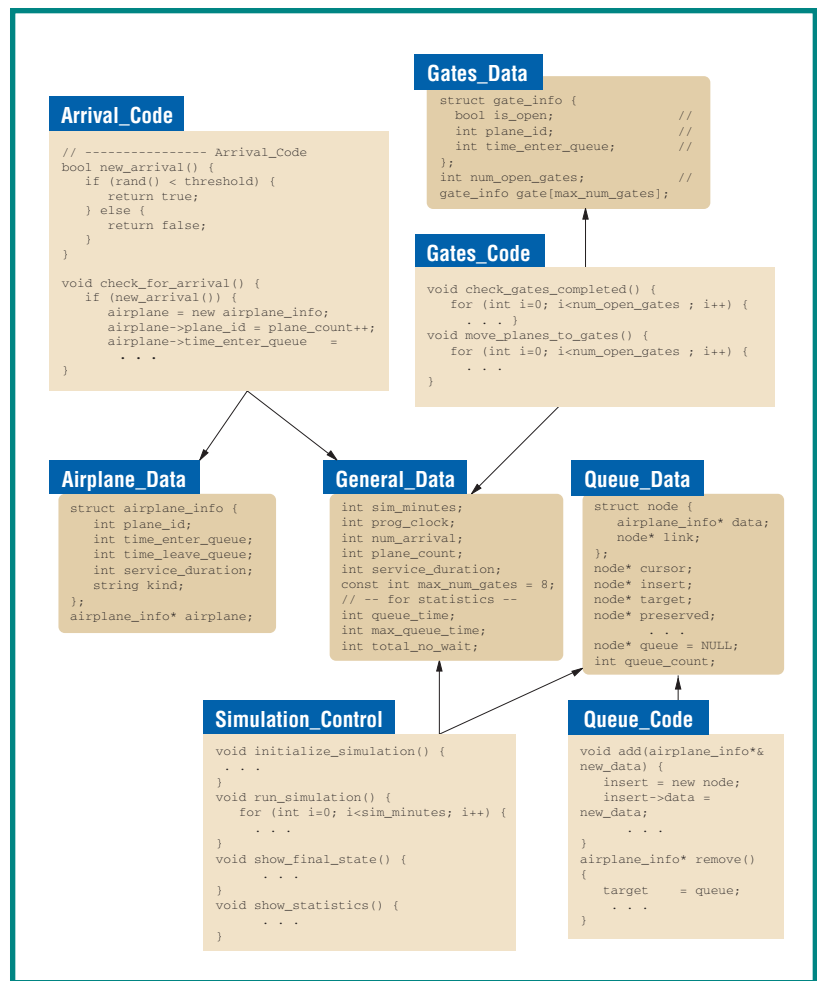 Gates_Data
struct gate_info {
bool is_open; //
int plane_id; //
int time_enter_queue; //
};
int num_open_gates; //
gate_info gate[max_num_gates];
Arrival_Code
// ---------------- Arrival_Code
bool new_arrival() {
if (rand() < threshold) {
return true;
} else {
return false;
}
}
void check_for_arrival() {
if (new_arrival()) {
airplane = new airplane_info;
airplane->plane_id = plane_count++;
airplane->time_enter_queue =
. . .
}
Gates_Code
void check_gates_completed() {
for (int i=0; i<num_open_gates ; i++) {
. . . }
void move_planes_to_gates() {
for (int i=0; i<num_open_gates ; i++) {
. . .
}
Airplane_Data
struct airplane_info {
int plane_id;
int time_enter_queue;
int time_leave_queue;
int service_duration;
string kind;
};
airplane_info* airplane;
General_Data
int sim_minutes;
int prog_clock;
int num_arrival;
int plane_count;
int service_duration;
const int max_num_gates = 8;
// -- for statistics --
int queue_time;
int max_queue_time;
int total_no_wait;
Queue_Data
struct node {
airplane_info* data;
node* link;
};
node* cursor;
node* insert;
node* target;
node* preserved;
. . .
node* queue = NULL;
int queue_count;
Simulation_Control
void initialize_simulation() {
. . .
}
void run_simulation() {
for (int i=0; i<sim_minutes; i++) {
. . .
}
void show_final_state() {
. . .
}
void show_statistics() {
. . .
}
Queue_Code
void add(airplane_info*&
new_data) {
insert = new node;
insert->data =
new_data;
. . .
}
airplane_info* remove()
{
target = queue;
. . .
}